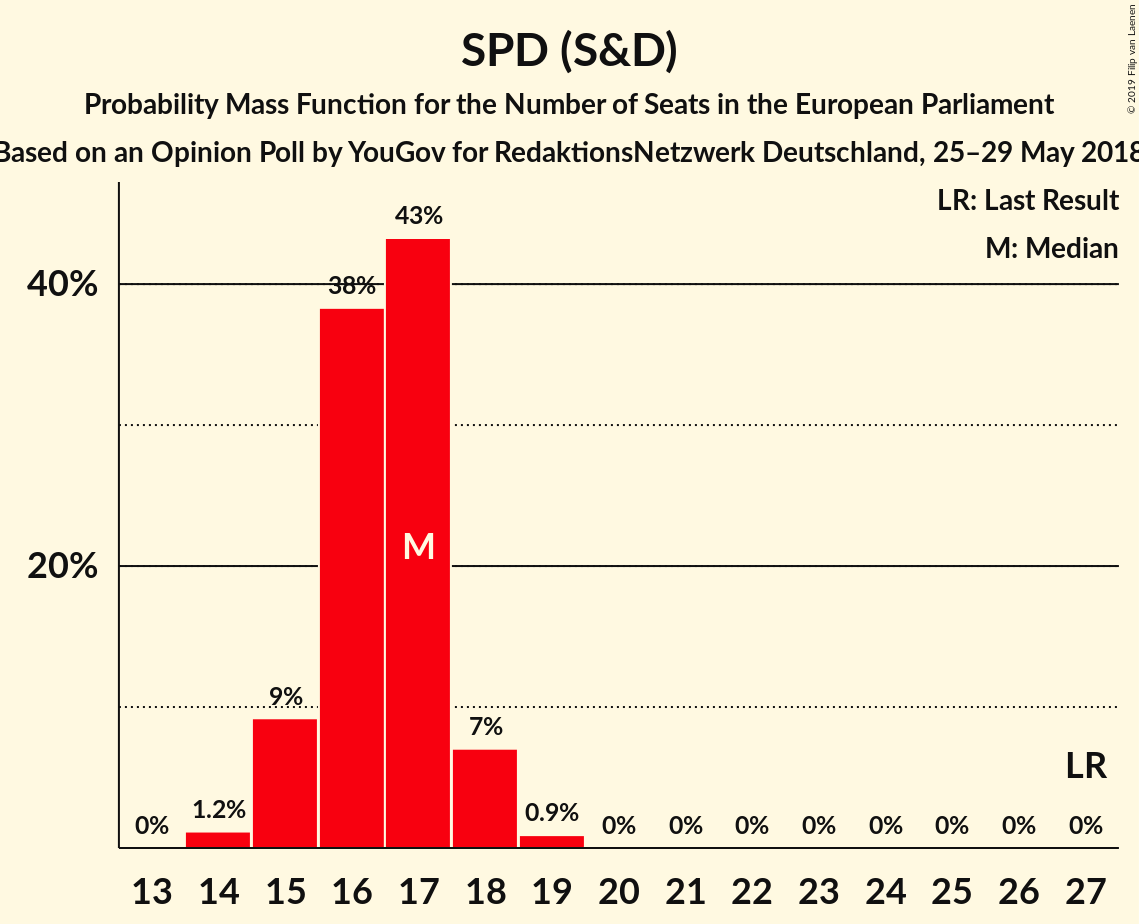 SPD (S&D)
Probability Mass Function for the Number of Seats in the European Parliament
Based on an Opinion Poll by YouGov for RedaktionsNetzwerk Deutschland, 25–29 May 2018
© 2019 Filip van Laenen
LR: Last Result
M: Median
43%
40%
38%
M
20%
9%
7%
LR
1.2%
0.9%
0% 0% 0% 0% 0% 0% 0% 0% 0%
13 14 15 16 17 18 19 20 21 22 23 24 25 26 27